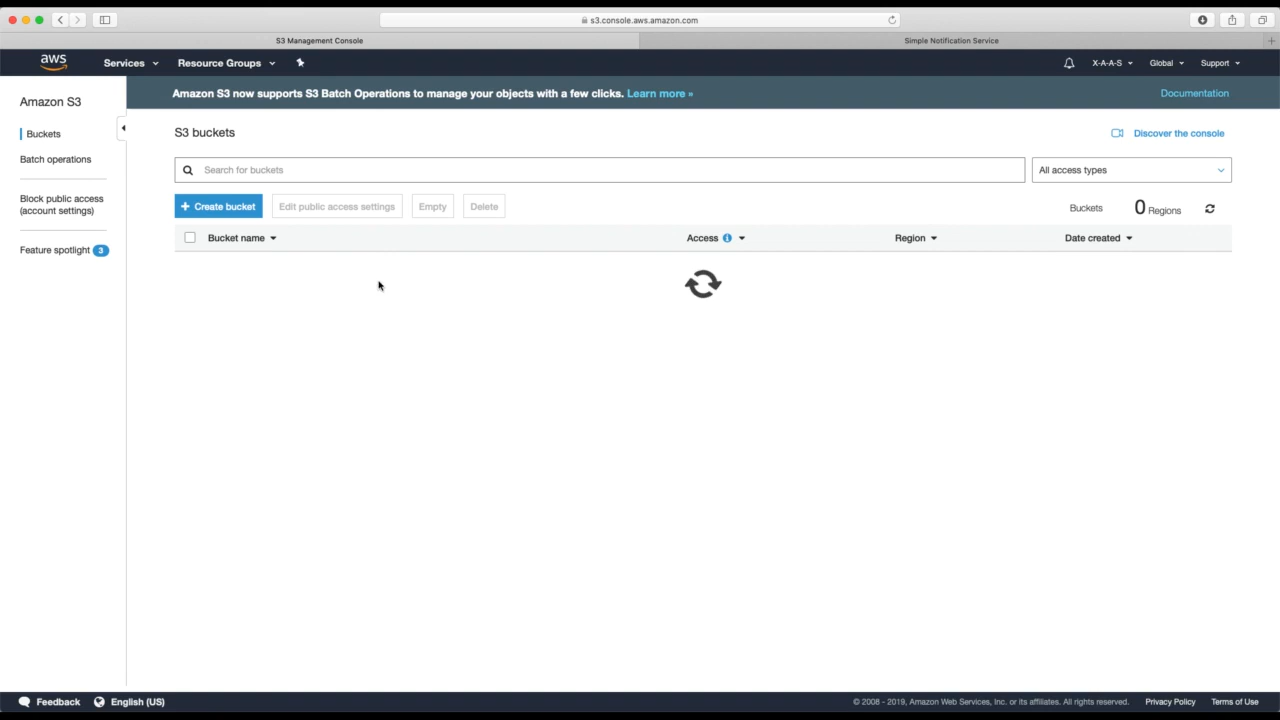 s3.console.aws.amazon.com
S3 Management Console
Simple Notification Service
aws
Services
Resource Groups
X-A-A-S
Global
Support
Amazon S3
Amazon S3 now supports S3 Batch Operations to manage your objects with a few clicks. Learn more »
Documentation
Buckets
Batch operations
Block public access
(account settings)
Feature spotlight 3
S3 buckets
Discover the console
Search for buckets
All access types
+ Create bucket
Edit public access settings
Empty
Delete
Buckets
0 Regions
Bucket name
Access
Region
Date created
Feedback
English (US)
© 2008 - 2019, Amazon Web Services, Inc. or its affiliates. All rights reserved.
Privacy Policy
Terms of Use